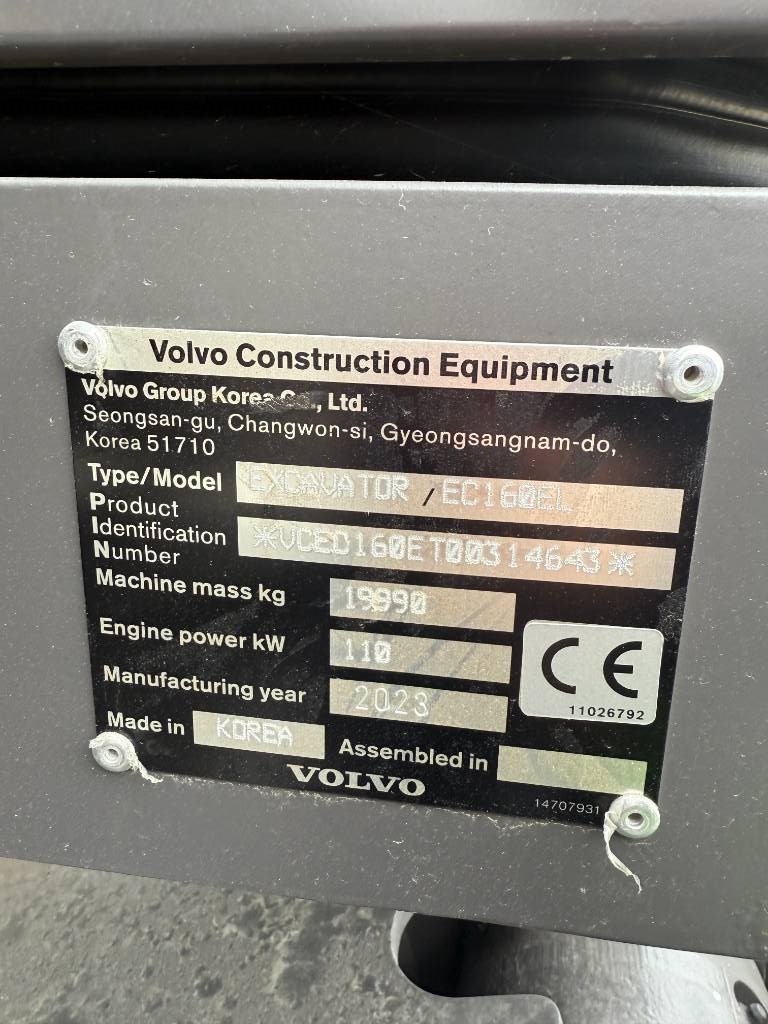 Volvo Construction Equipment
Volvo Group Korea Co., Ltd.
Seongsan-gu, Changwon-si, Gyeongsangnam-do,
Korea 51710
Type/Model EXCAVATOR / EC160EL
Product
Identification
Number *VCED160ET00314643*
Machine mass kg 19990
Engine power kW 110
Manufacturing year 2023
CE
11026792
Made in KOREA Assembled in
VOLVO
14707931